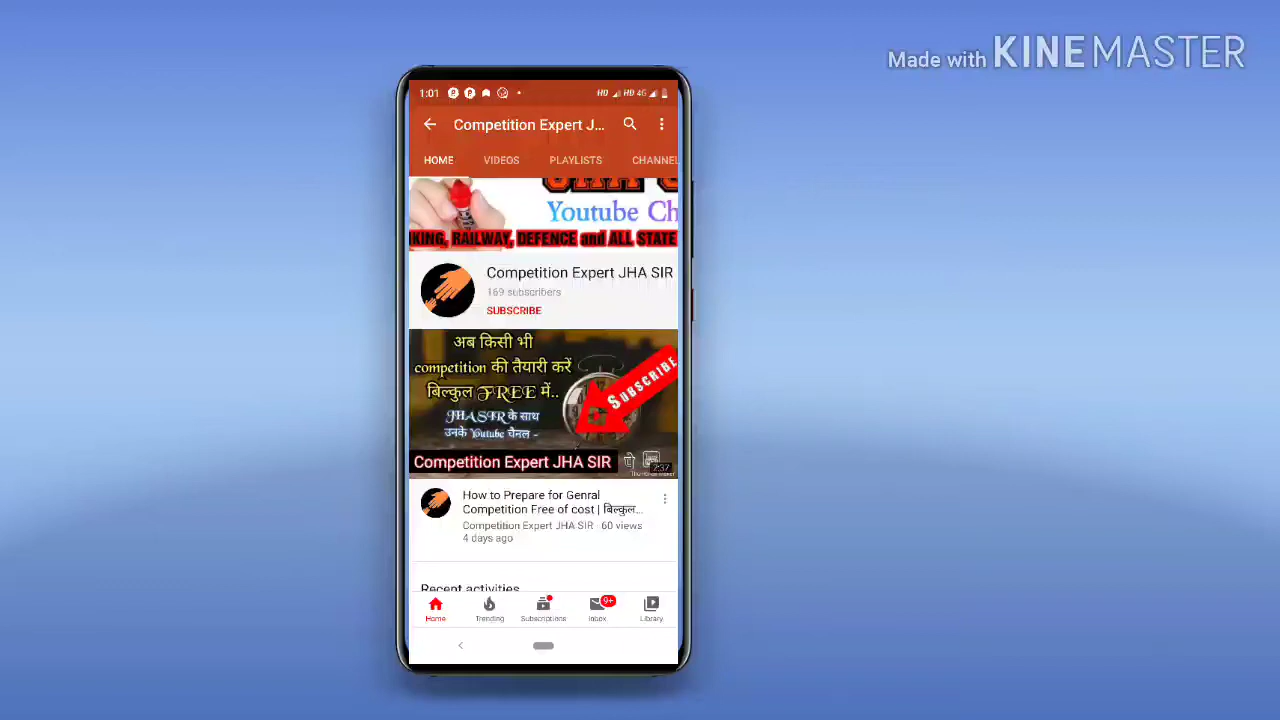 Made with KINEMASTER
1:01 HD HD 4G
Competition Expert J...
HOME VIDEOS PLAYLISTS CHANNEL
Youtube Ch
KING, RAILWAY, DEFENCE and ALL STATE
Competition Expert JHA SIR
169 subscribers
SUBSCRIBE
अब किसी भी
competition की तैयारी करें
बिल्कुल FREE में..
JHA SIR के साथ
उनके Youtube चैनल -
SUBSCRIBE
Competition Expert JHA SIR पे
2:37
How to Prepare for Genral
Competition Free of cost | बिल्कुल...
Competition Expert JHA SIR · 60 views
4 days ago
Recent activities
9+
Home Trending Subscriptions Inbox Library